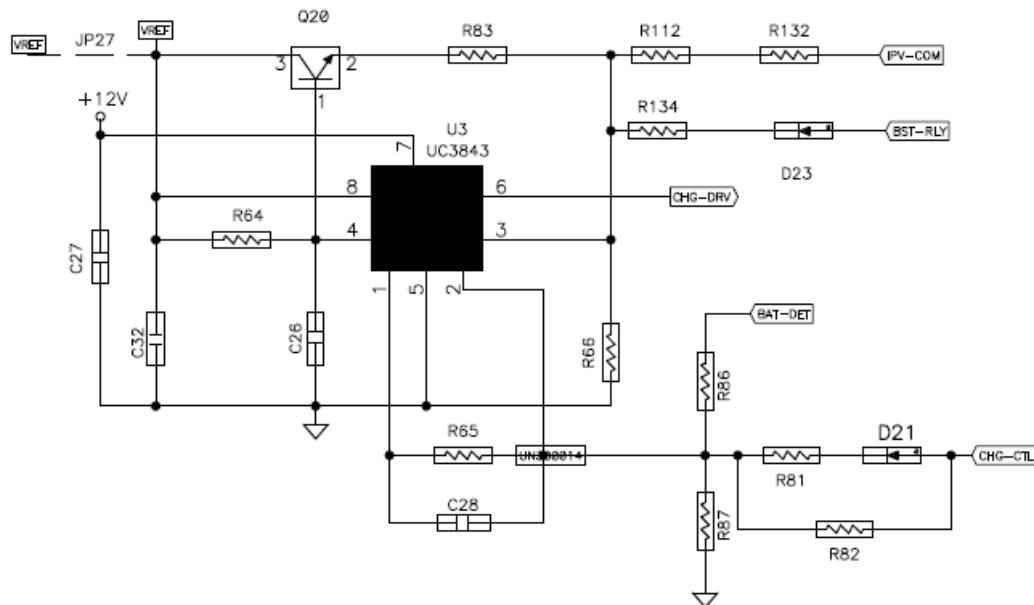 Q20
VREF
VREF
JP27
3
2
1
R83
R112
R132
IPV-COM
+12V
U3
UC3843
7
R134
BST-RLY
D23
8
6
CHG-DRV
R64
4
3
C27
1
5
2
C32
C26
R66
BAT-DET
R86
R65
D21
CHG-CTL
R81
C28
R87
R82